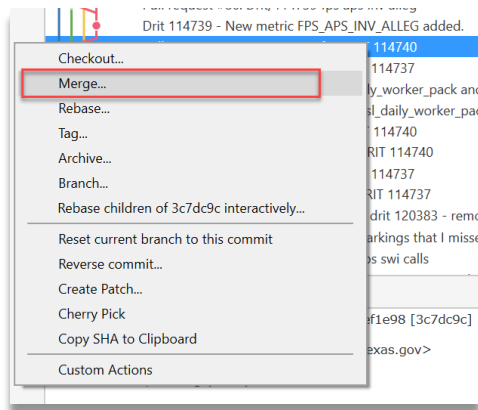 Drit 114739 - New metric FPS_APS_INV_ALLEG added.
114740
Checkout...
114737
Merge...
ly_worker_pack and
Rebase...
sl_daily_worker_pac
Tag...
114740
Archive...
RIT 114740
Branch...
114737
RIT 114737
Rebase children of 3c7dc9c interactively...
drit 120383 - remo
Reset current branch to this commit
arkings that I misse
Reverse commit...
os swi calls
Create Patch...
Cherry Pick
ef1e98 [3c7dc9c]
Copy SHA to Clipboard
exas.gov>
Custom Actions